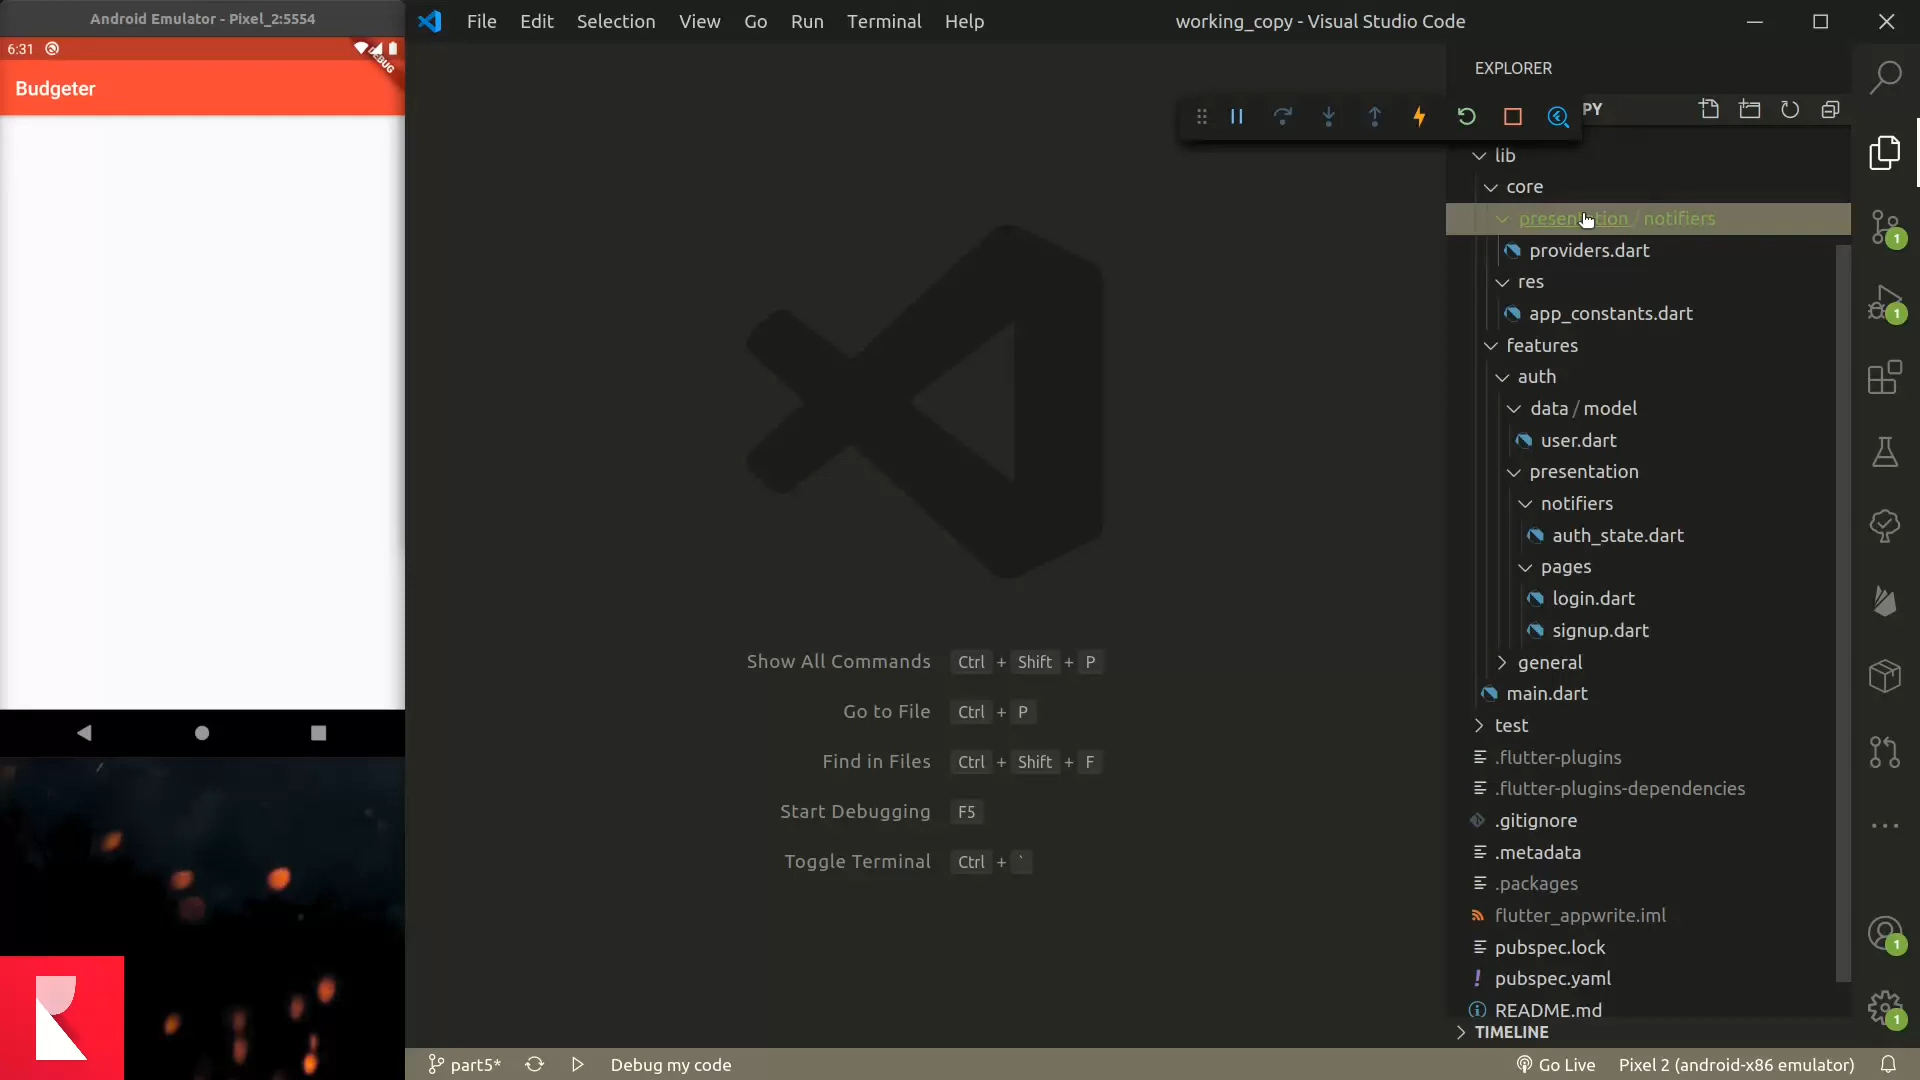 Android Emulator - Pixel_2:5554
6:31
DEBUG
Budgeter
File Edit Selection View Go Run Terminal Help
working_copy - Visual Studio Code
Show All Commands Ctrl + Shift + P
Go to File Ctrl + P
Find in Files Ctrl + Shift + F
Start Debugging F5
Toggle Terminal Ctrl + `
EXPLORER
PY
lib
core
presentation / notifiers
providers.dart
res
app_constants.dart
features
auth
data / model
user.dart
presentation
notifiers
auth_state.dart
pages
login.dart
signup.dart
general
main.dart
test
.flutter-plugins
.flutter-plugins-dependencies
.gitignore
.metadata
.packages
flutter_appwrite.iml
pubspec.lock
pubspec.yaml
README.md
TIMELINE
1
1
1
1
part5*
Debug my code
Go Live
Pixel 2 (android-x86 emulator)